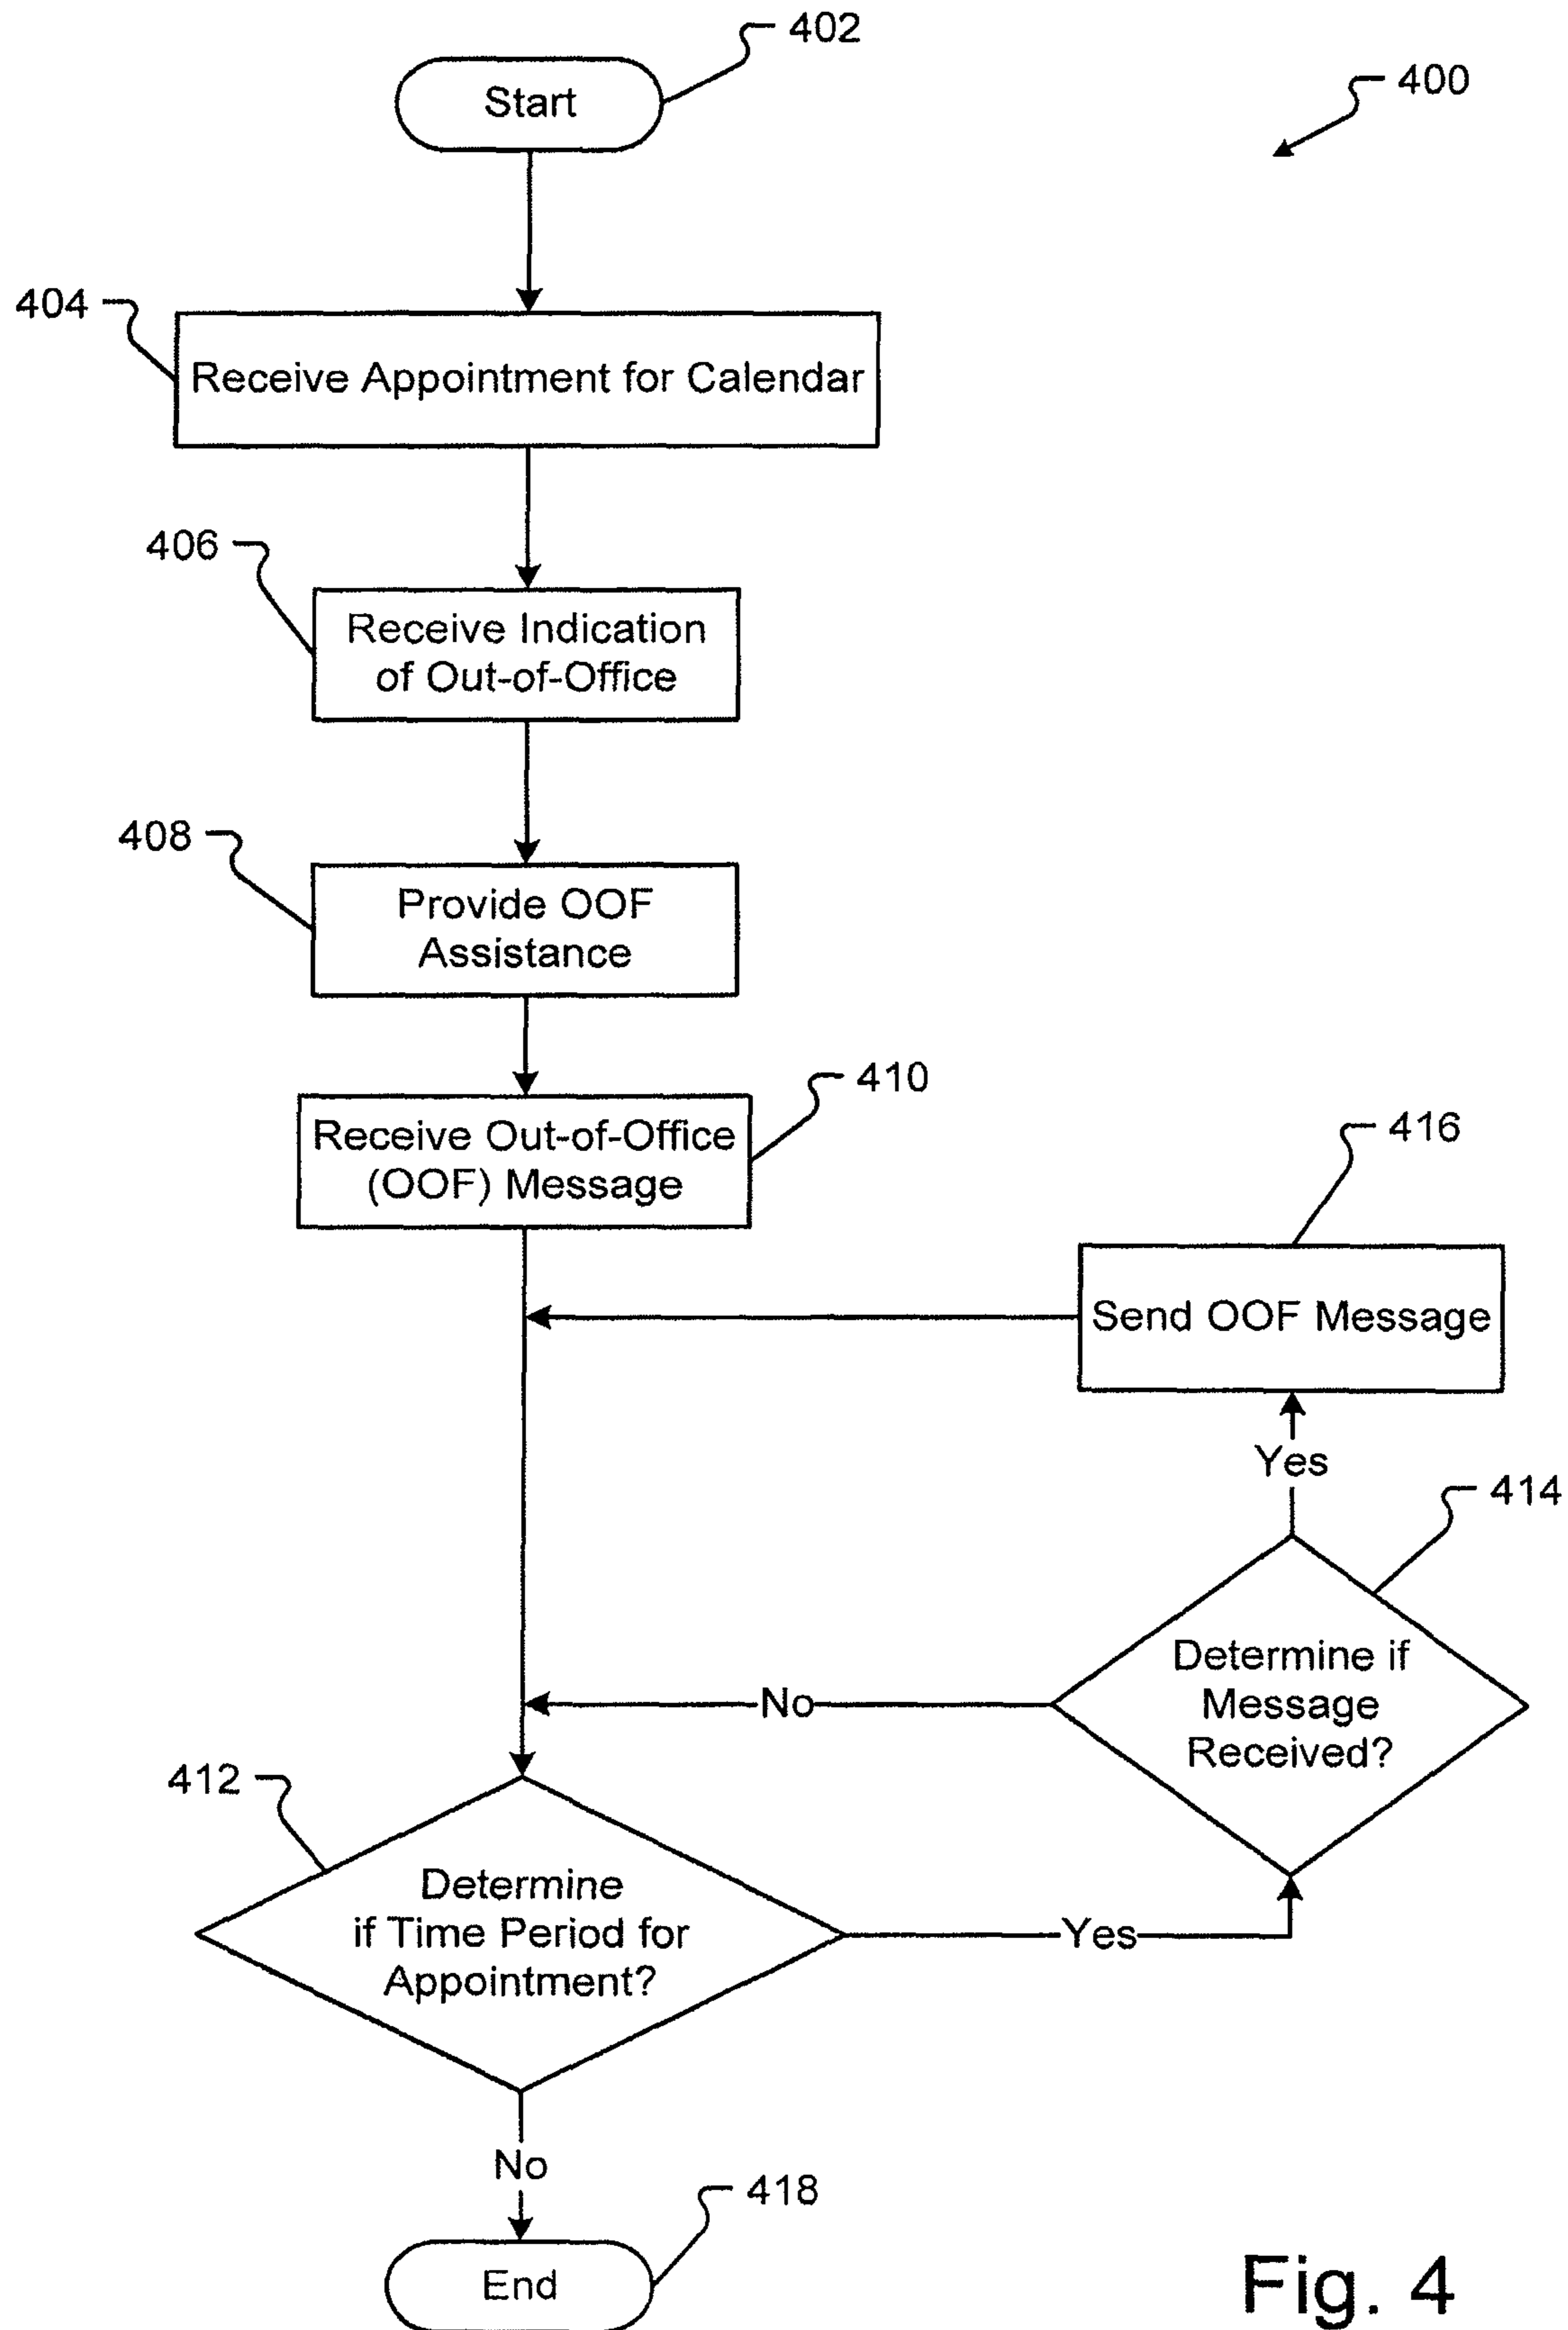 402
Start
400
404
Receive Appointment for Calendar
406
Receive Indication
of Out-of-Office
408
Provide OOF
Assistance
410
Receive Out-of-Office
(OOF) Message
416
Send OOF Message
Yes
414
Determine if
Message
Received?
No
412
Determine
if Time Period for
Appointment?
Yes
No
418
End
Fig. 4